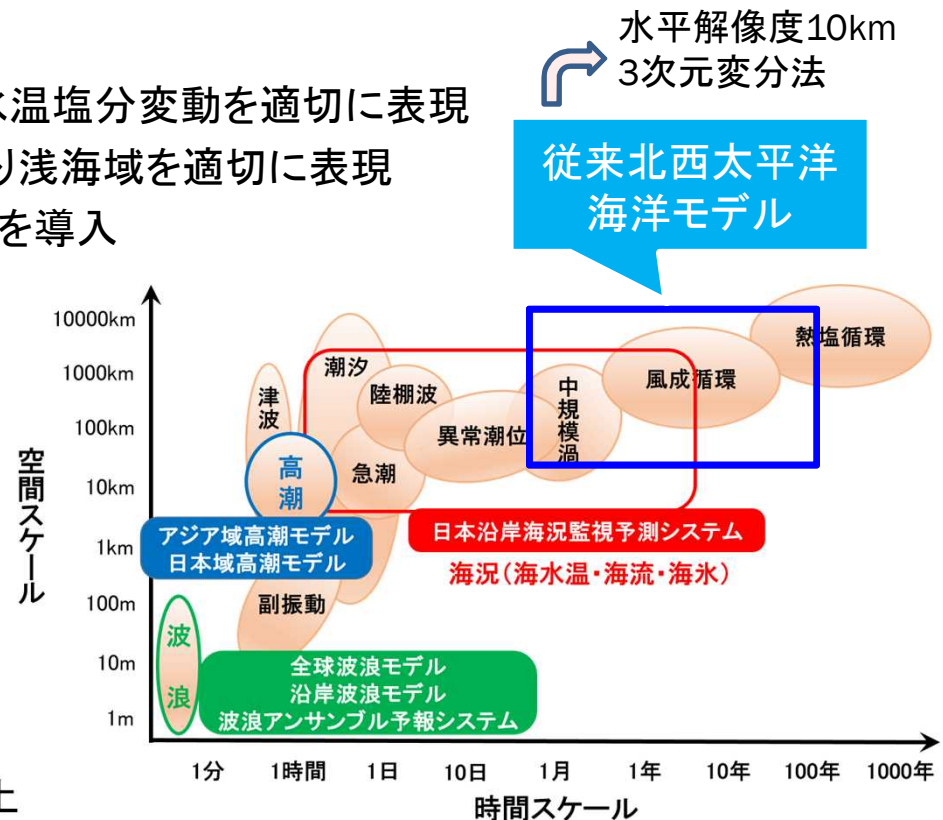 水平解像度10km
3次元変分法
水温塩分変動を適切に表現
り浅海域を適切に表現
を導入
従来北西太平洋
海洋モデル
空間スケール
10000km
1000km
100km
10km
1km
100m
10m
1m
熱塩循環
風成循環
中規模渦
潮汐
津波
陸棚波
異常潮位
急潮
高潮
アジア域高潮モデル
日本域高潮モデル
日本沿岸海況監視予測システム
海況(海水温・海流・海氷)
副振動
波浪
全球波浪モデル
沿岸波浪モデル
波浪アンサンブル予報システム
1分 1時間 1日 10日 1月 1年 10年 100年 1000年
時間スケール